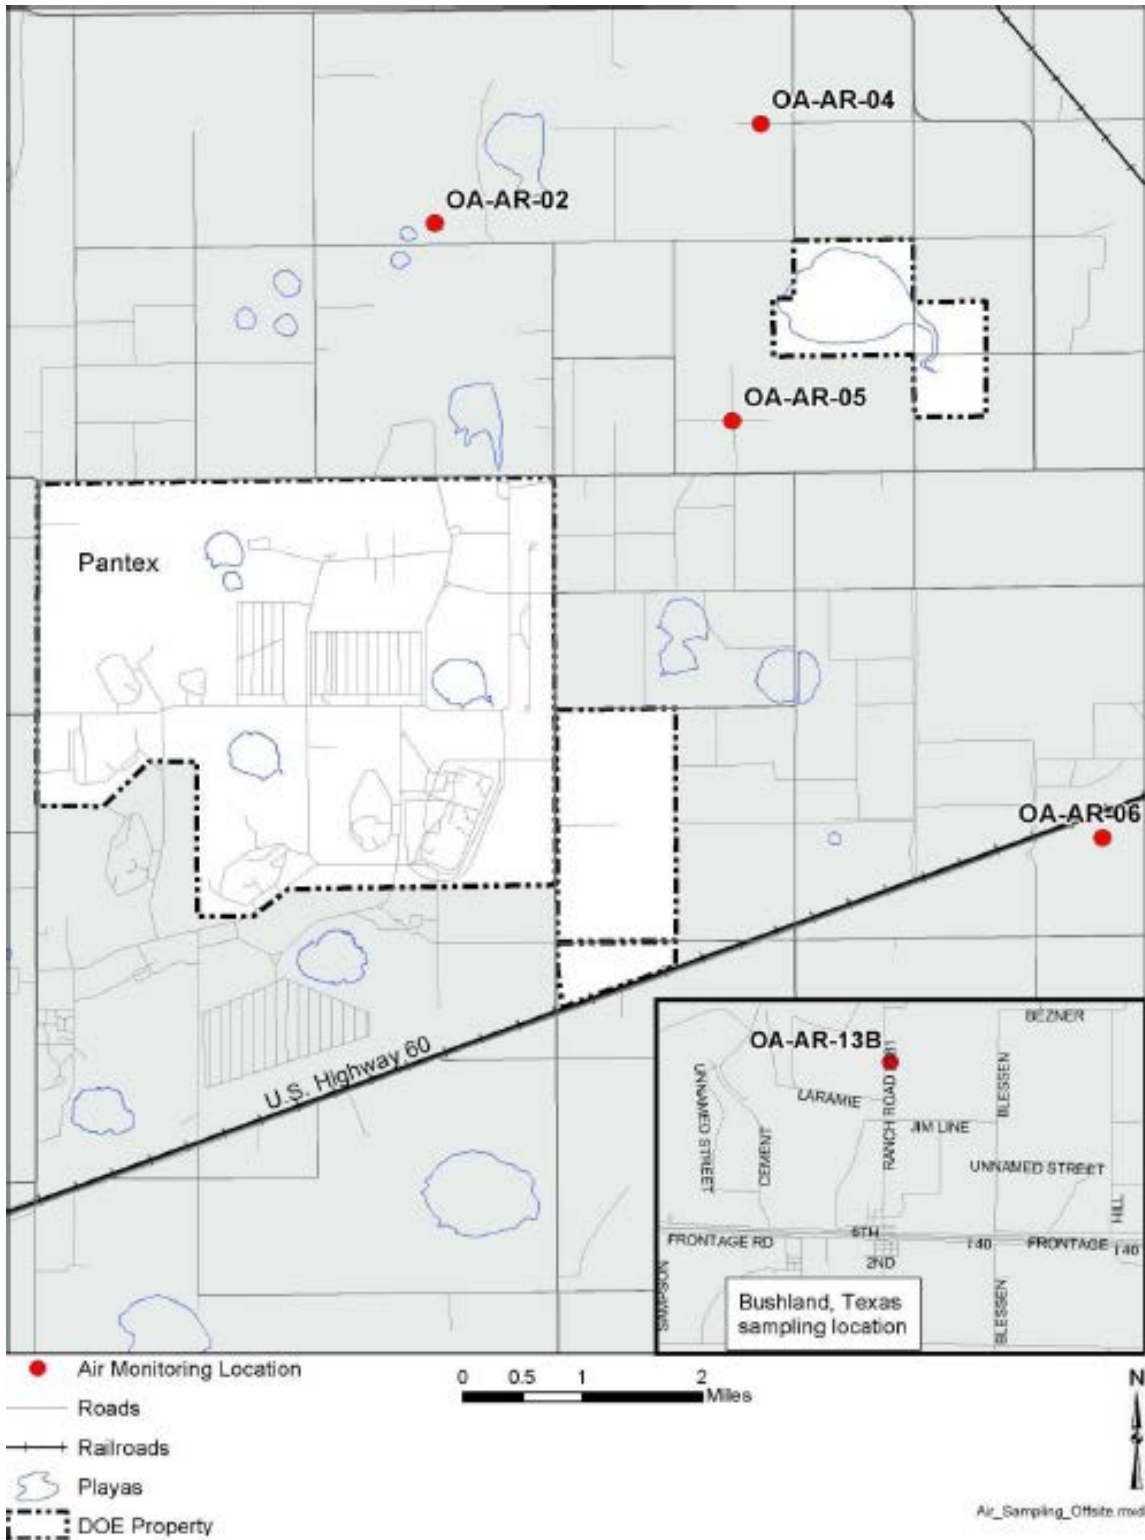 OA-AR-04
OA-AR-02
OA-AR-05
Pantex
OA-AR-06
U.S. Highway 60
BEZNER
OA-AR-13B
UNNAMED STREET
LARAMIE
CEMENT
RANCH ROAD
BLESSEN
JIM LINE
UNNAMED STREET
HILL
6TH
FRONTAGE RD
I 40
FRONTAGE
I 40
2ND
SAMPSON
BLESSEN
Bushland, Texas
sampling location
Air Monitoring Location
Roads
Railroads
Playas
DOE Property
0 0.5 1 2
Miles
N
Air_Sampling_Offsite.mxd